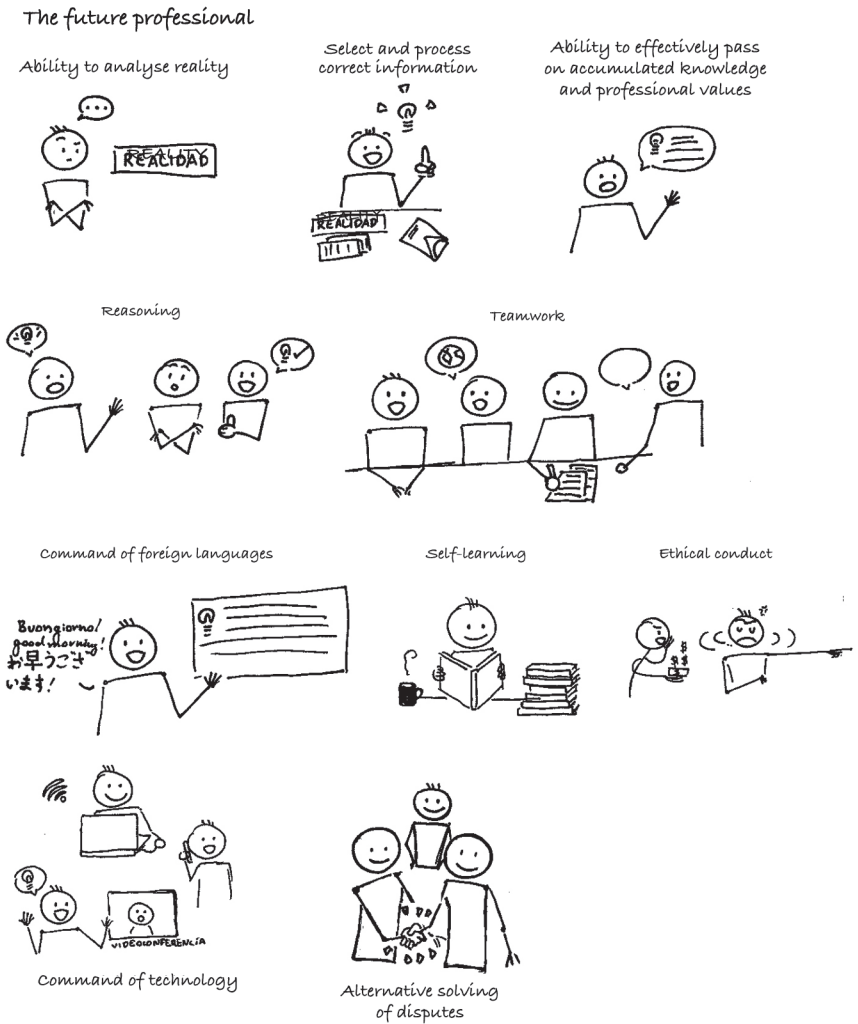 The future professional
Ability to analyse reality
Select and process
correct information
Ability to effectively pass
on accumulated knowledge
and professional values
REALITY
REALIDAD
REALITY
REALIDAD
Reasoning
Teamwork
Command of foreign languages
Self-learning
Ethical conduct
Buongiorno!
good morning!
お早うござ
います!
VIDEOCONFERENCIA
Command of technology
Alternative solving
of disputes